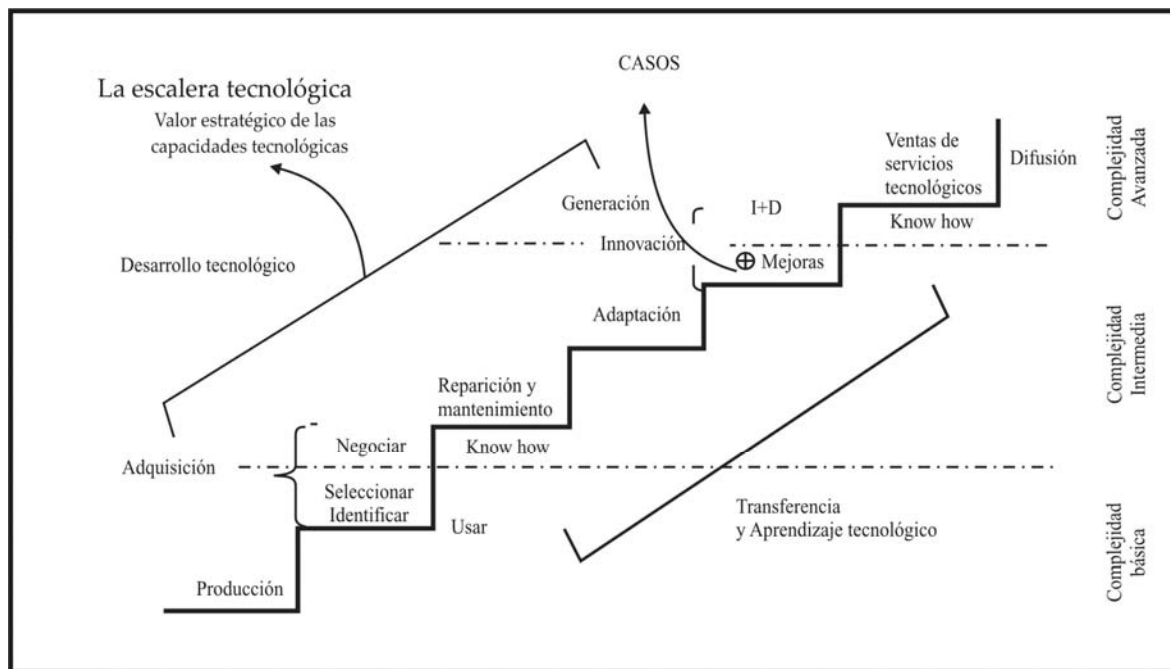 CASOS
La escalera tecnológica
Valor estratégico de las
capacidades tecnológicas
Ventas de
servicios
tecnológicos
Difusión
Complejidad
Avanzada
Generación
I+D
Know how
Innovación
Desarrollo tecnológico
Mejoras
Adaptación
Complejidad
Intermedia
Reparición y
mantenimiento
Negociar
Know how
Adquisición
Seleccionar
Identificar
Usar
Transferencia
y Aprendizaje tecnológico
Complejidad
básica
Producción